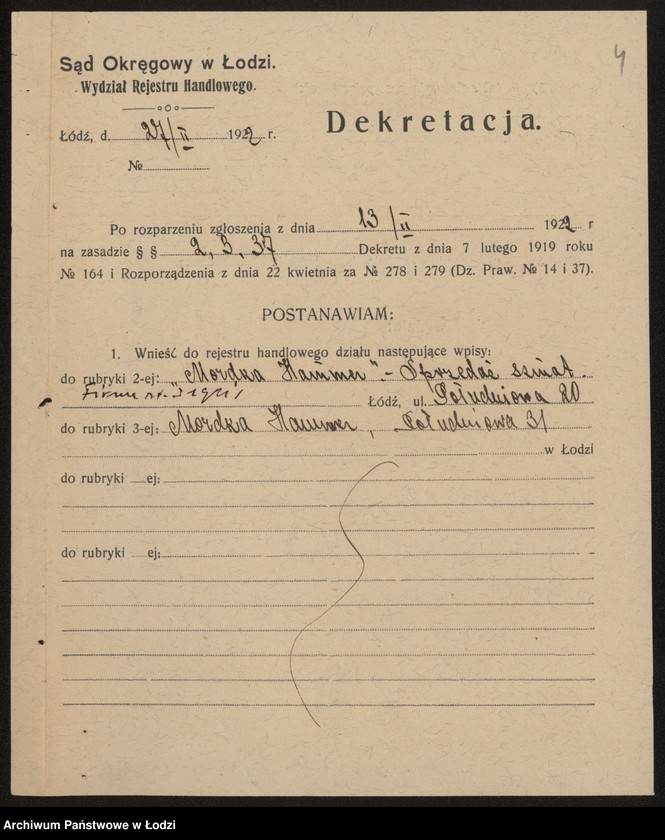 4
Sąd Okręgowy w Łodzi.
Wydział Rejestru Handlowego.
Dekretacja.
Łódź, d. 27/II 1922 r.
№
Po rozparzeniu zgłoszenia z dnia 13/II 1922 r
na zasadzie § § 2, 3, 37 Dekretu z dnia 7 lutego 1919 roku
№ 164 i Rozporządzenia z dnia 22 kwietnia za № 278 i 279 (Dz. Praw. № 14 i 37).
POSTANAWIAM:
1. Wnieść do rejestru handlowego działu następujące wpisy:
do rubryki 2-ej: „Mordka Hammer" - Sprzedaż szmat.
Firma
Łódź, ul. Południowa 20
do rubryki 3-ej: Mordka Hammer, Południowa 31
w Łodzi
do rubryki ej:
do rubryki ej:
Archiwum Państwowe w Łodzi